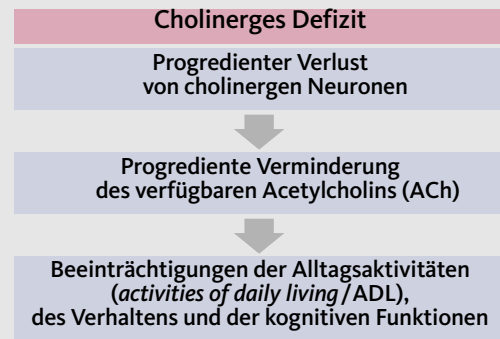 Cholinerges Defizit
Progredienter Verlust
von cholinergen Neuronen
Progrediente Verminderung
des verfügbaren Acetylcholins (ACh)
Beeinträchtigungen der Alltagsaktivitäten
(activities of daily living/ADL),
des Verhaltens und der kognitiven Funktionen